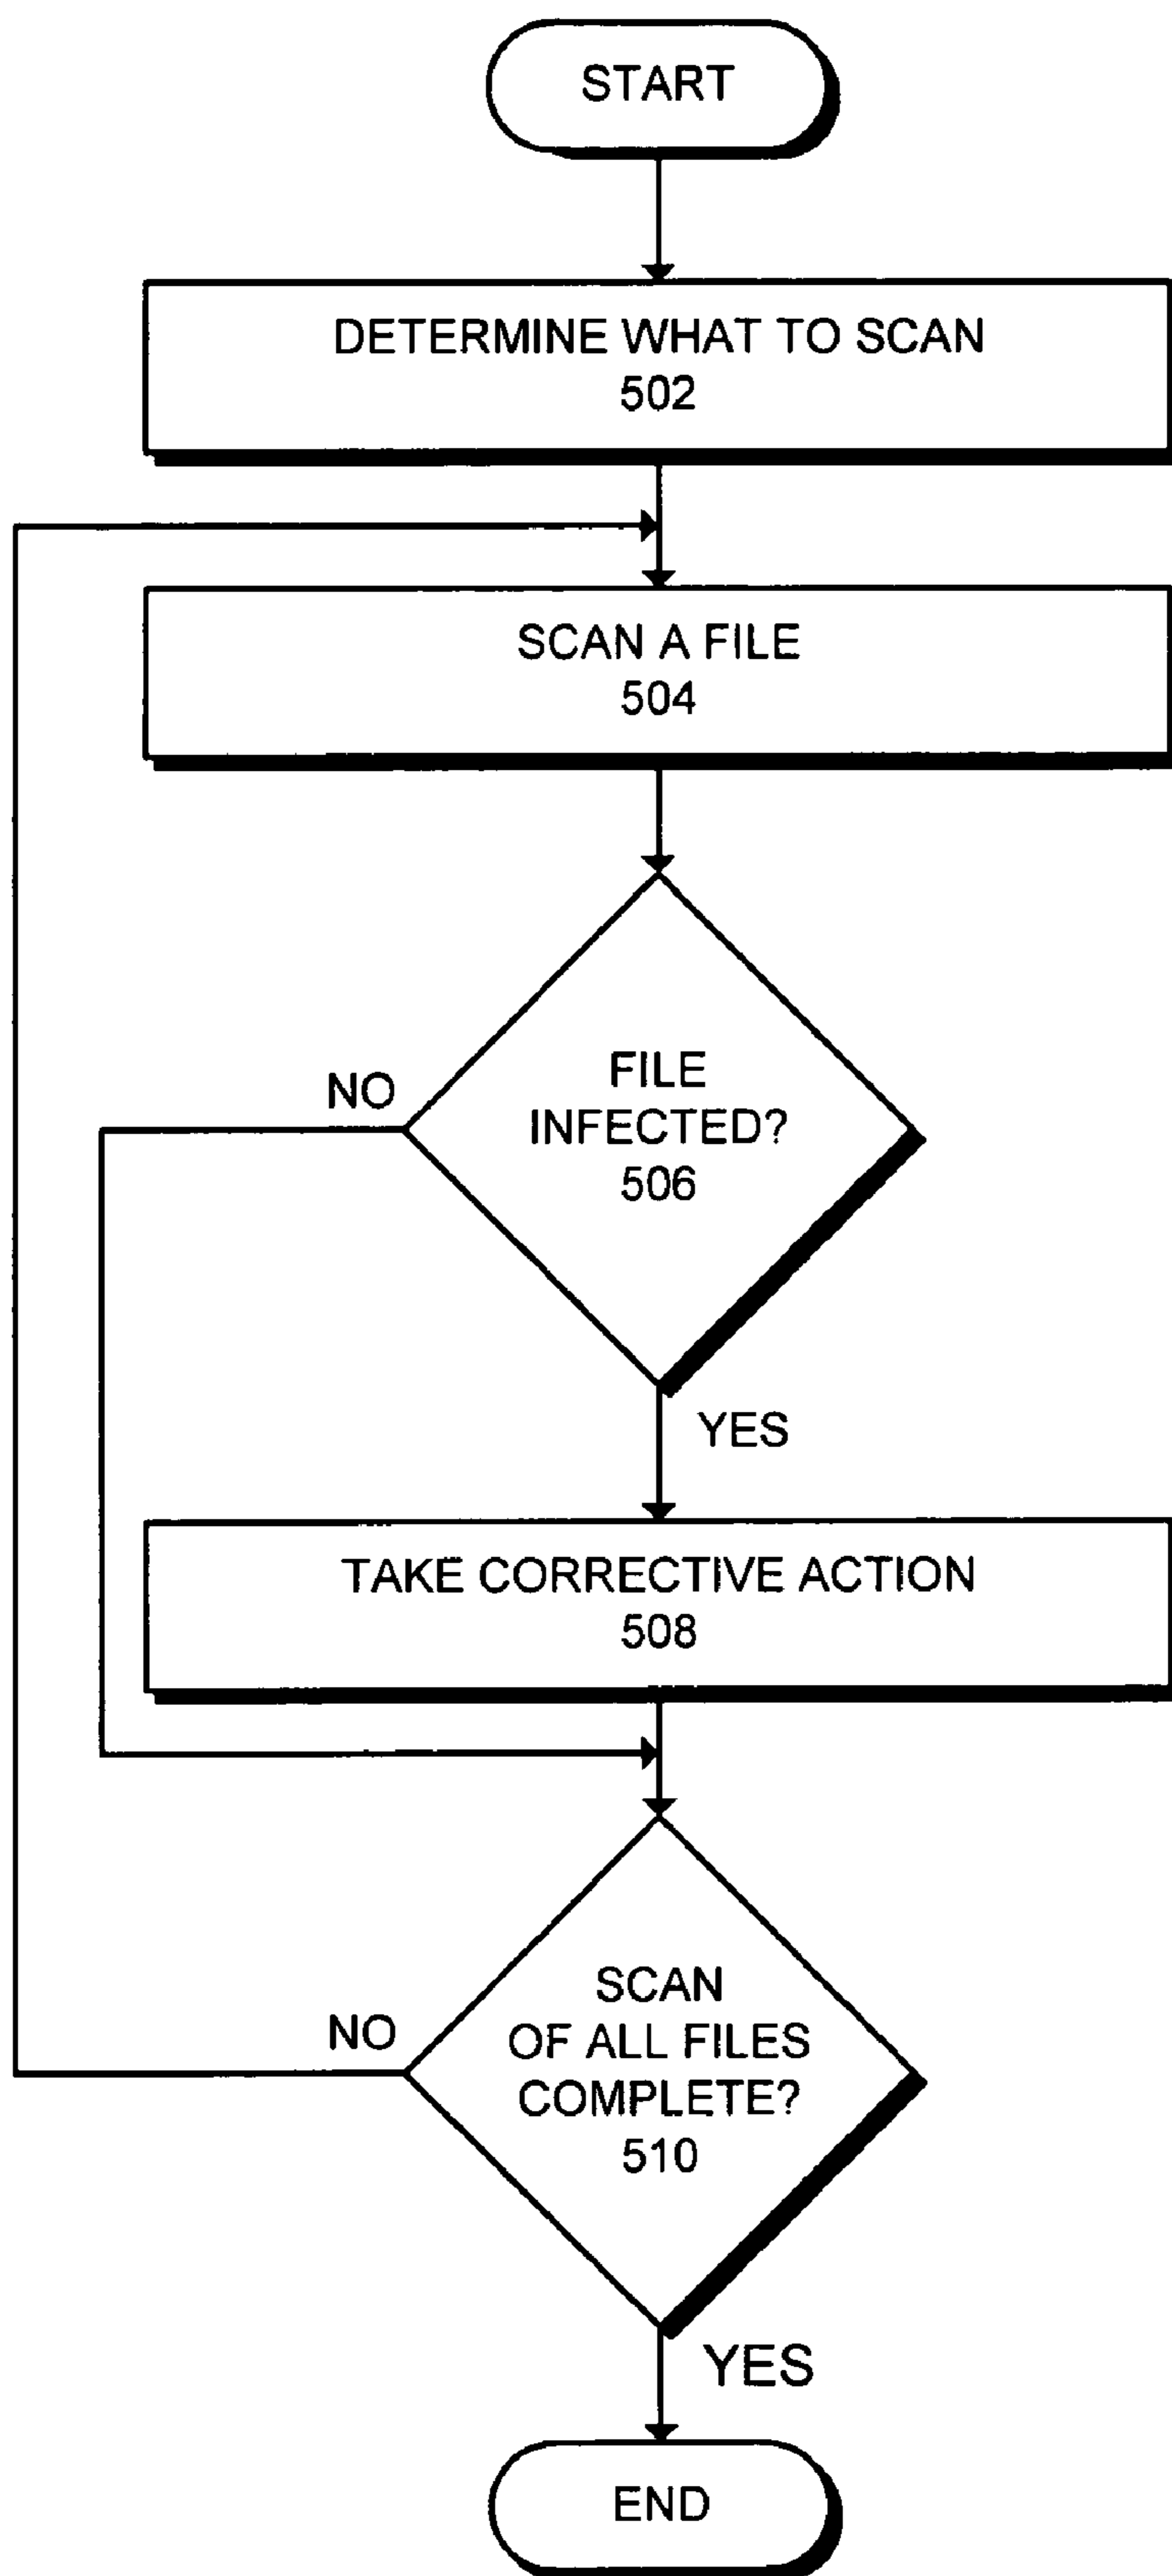 START
DETERMINE WHAT TO SCAN
502
SCAN A FILE
504
NO
FILE
INFECTED?
506
YES
TAKE CORRECTIVE ACTION
508
NO
SCAN
OF ALL FILES
COMPLETE?
510
YES
END